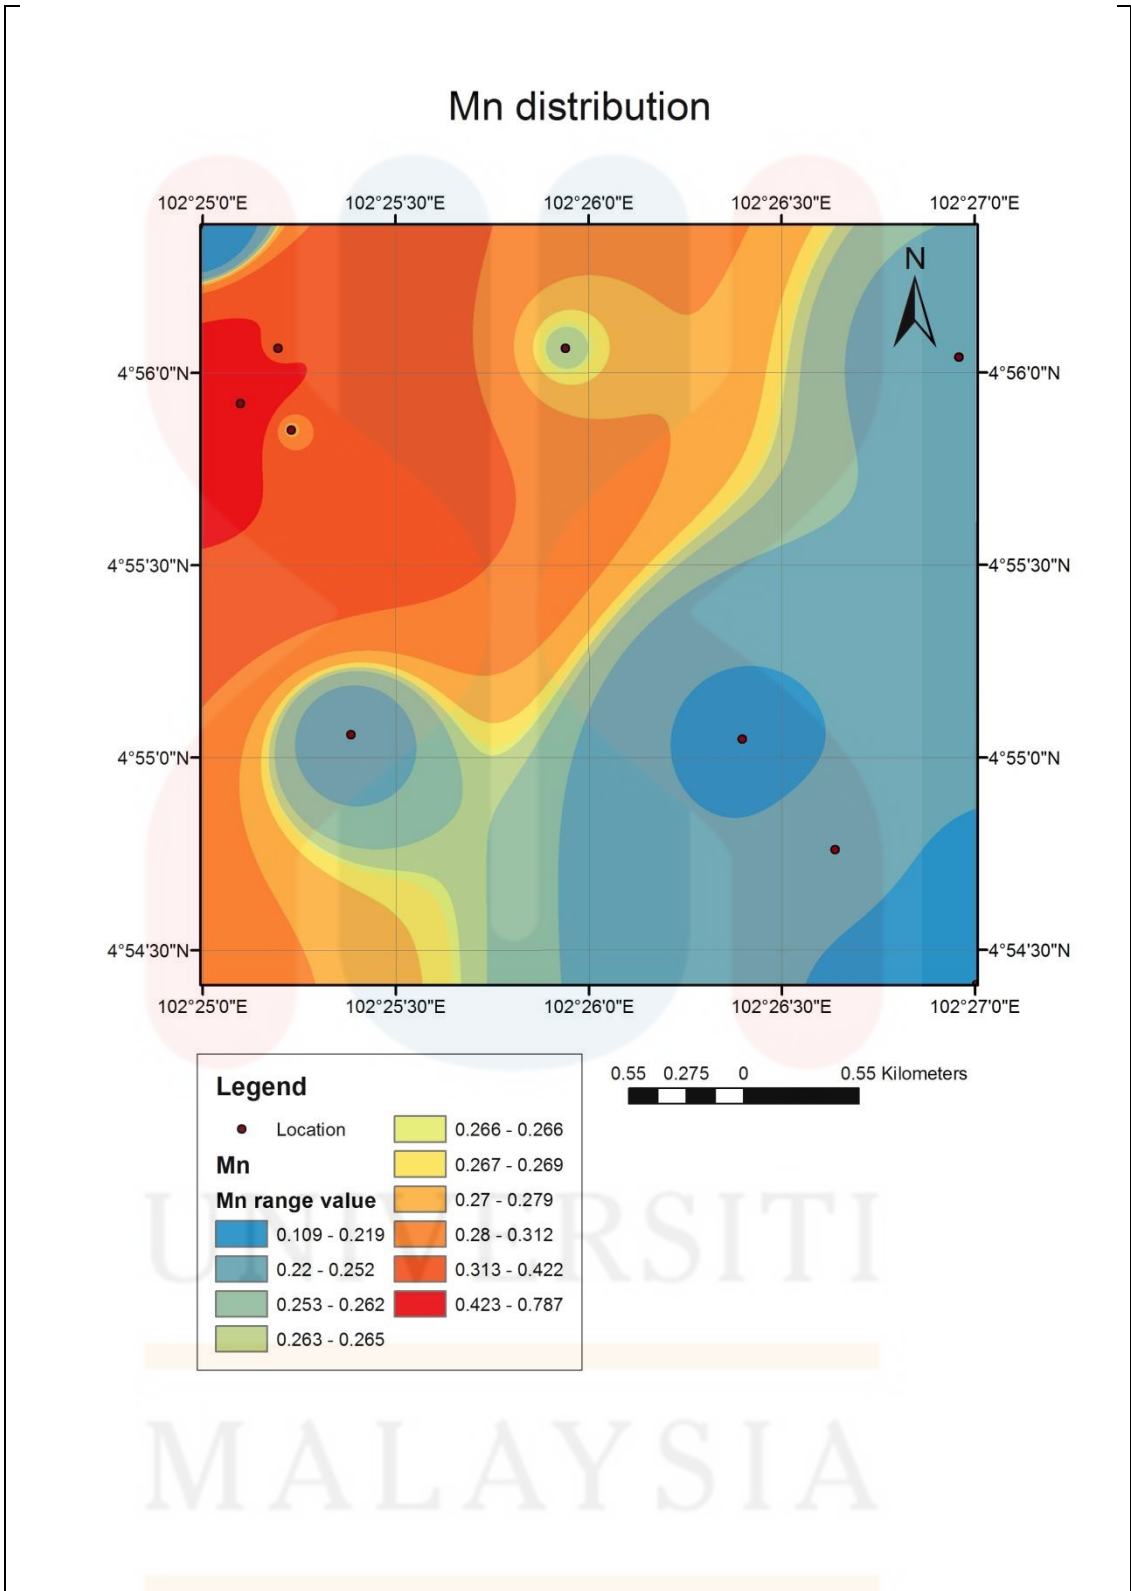 Mn distribution
102°25'0"E 102°25'30"E 102°26'0"E 102°26'30"E 102°27'0"E
N
4°56'0"N 4°56'0"N
4°55'30"N 4°55'30"N
4°55'0"N 4°55'0"N
4°54'30"N 4°54'30"N
102°25'0"E 102°25'30"E 102°26'0"E 102°26'30"E 102°27'0"E
0.55 0.275 0 0.55 Kilometers
Legend
Location
Mn
Mn range value
0.109 - 0.219
0.22 - 0.252
0.253 - 0.262
0.263 - 0.265
0.266 - 0.266
0.267 - 0.269
0.27 - 0.279
0.28 - 0.312
0.313 - 0.422
0.423 - 0.787
UNIVERSITI
MALAYSIA